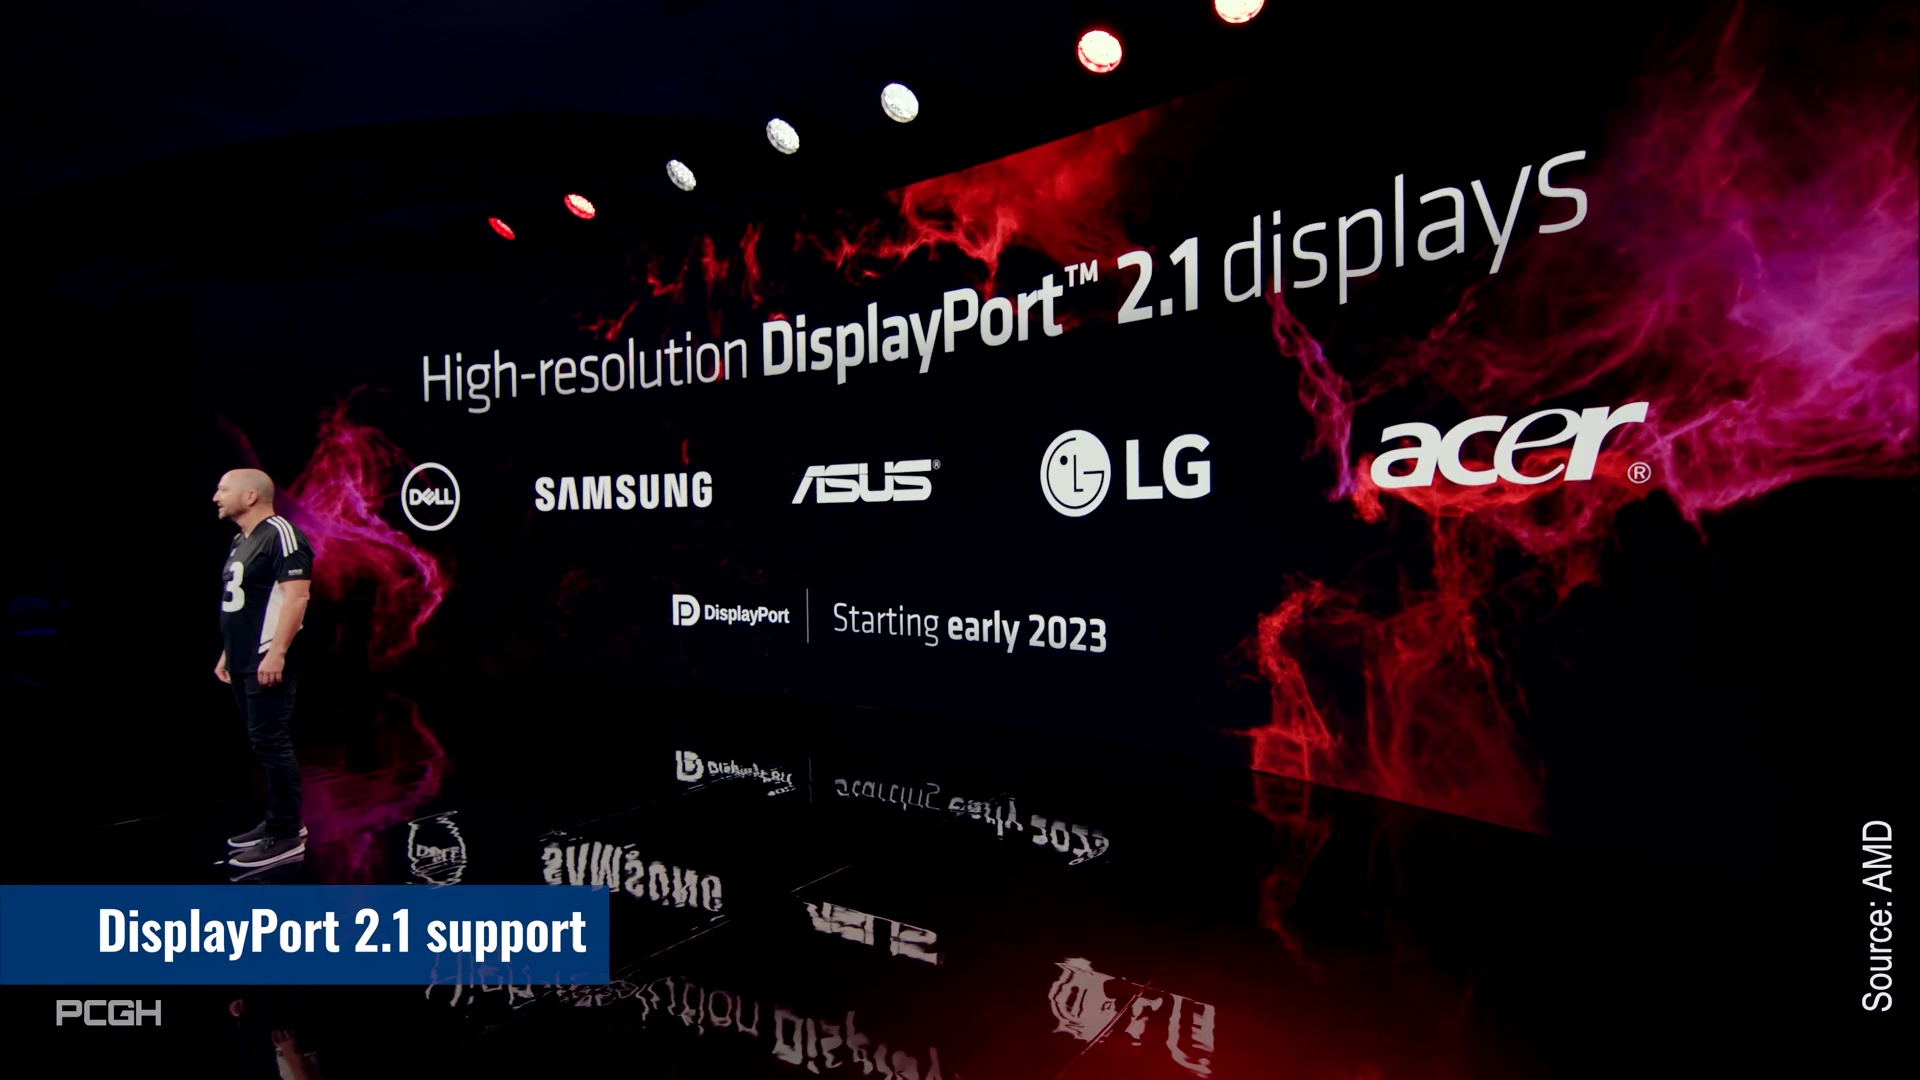 High-resolution DisplayPort™ 2.1 displays
DELL
SAMSUNG
ASUS®
LG
acer®
DisplayPort
Starting early 2023
3
DisplayPort 2.1 support
PCGH
Source: AMD